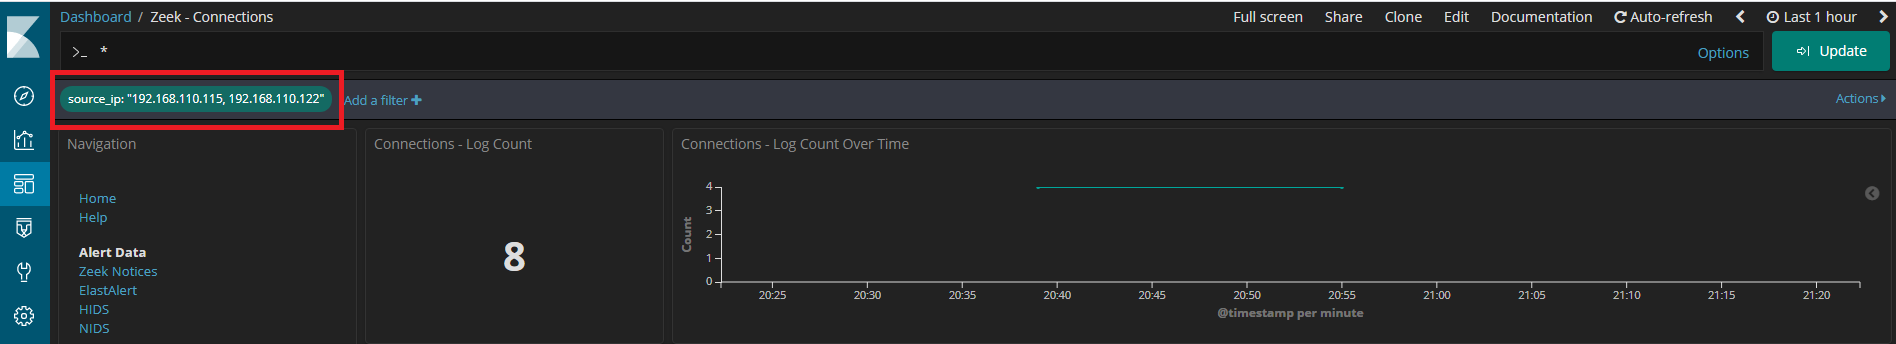 Dashboard / Zeek - Connections
Full screen Share Clone Edit Documentation Auto-refresh Last 1 hour
>_ *
Options
Update
source_ip: "192.168.110.115, 192.168.110.122"
Add a filter +
Actions
Navigation
Home
Help
Alert Data
Zeek Notices
ElastAlert
HIDS
NIDS
Connections - Log Count
8
Connections - Log Count Over Time
Count
4
3
2
1
0
20:25 20:30 20:35 20:40 20:45 20:50 20:55 21:00 21:05 21:10 21:15 21:20
@timestamp per minute